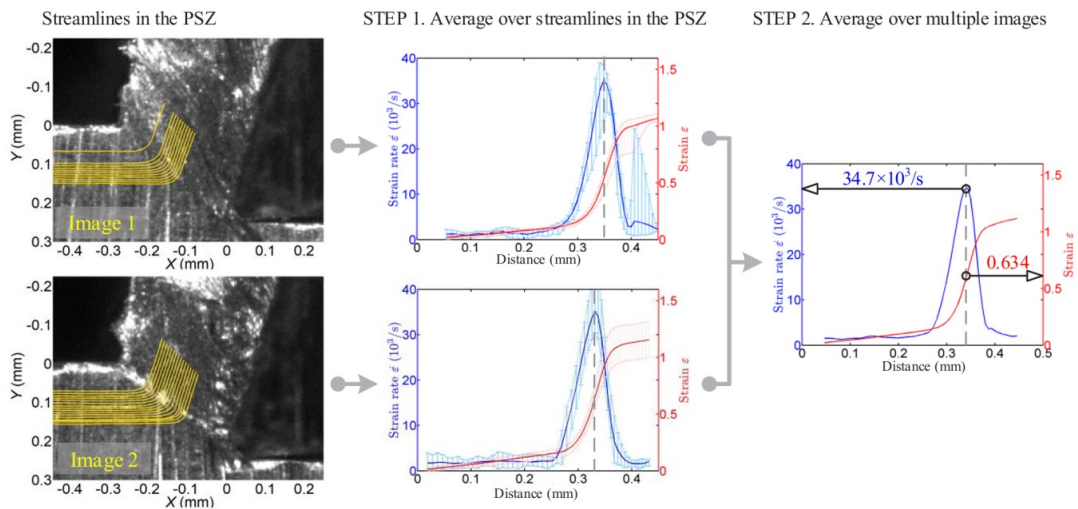 Streamlines in the PSZ
STEP 1. Average over streamlines in the PSZ
STEP 2. Average over multiple images
-0.2
-0.1
0
0.1
0.2
0.3
Y (mm)
Image 1
-0.4 -0.3 -0.2 -0.1 0 0.1 0.2
X (mm)
40
30
20
10
0
Strain rate ε̇ (10³/s)
1.5
1
0.5
0
Strain ε
0 0.1 0.2 0.3 0.4
Distance (mm)
-0.2
-0.1
0
0.1
0.2
0.3
Y (mm)
Image 2
-0.4 -0.3 -0.2 -0.1 0 0.1 0.2
X (mm)
40
30
20
10
0
Strain rate ε̇ (10³/s)
1.5
1
0.5
0
Strain ε
0 0.1 0.2 0.3 0.4
Distance (mm)
40
30
20
10
0
Strain rate ε̇ (10³/s)
34.7×10³/s
0.634
1.5
1
0.5
0
Strain ε
0 0.1 0.2 0.3 0.4 0.5
Distance (mm)